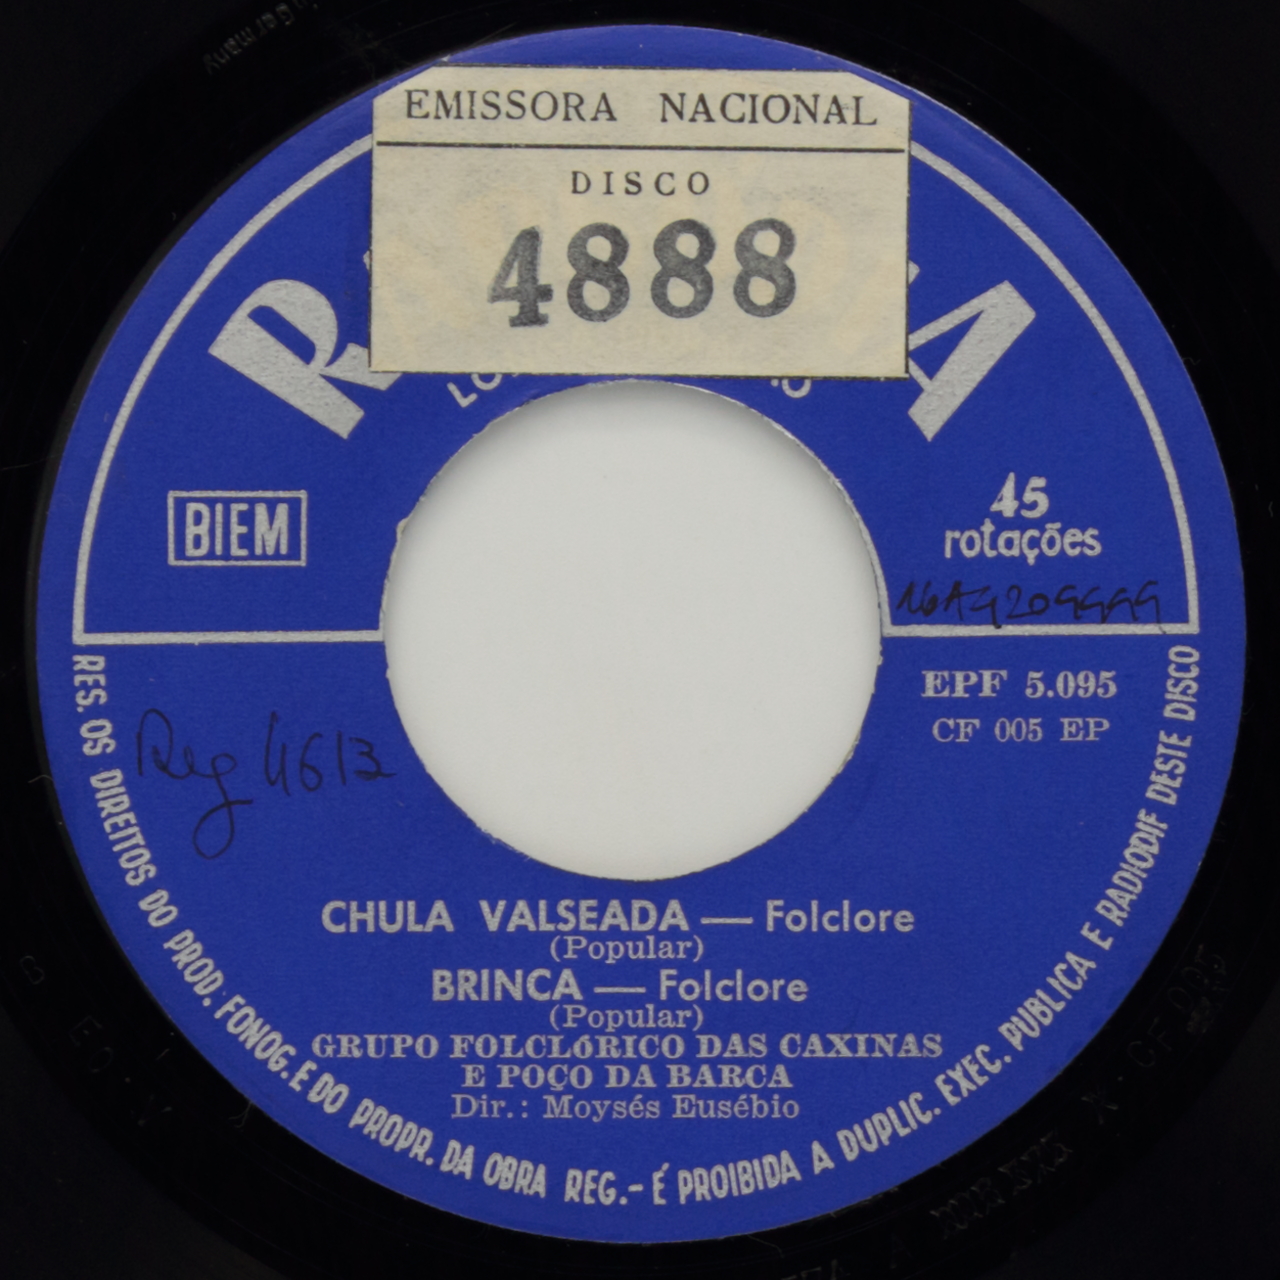 EMISSORA NACIONAL
DISCO
4888
BIEM
45
rotações
EPF 5.095
CF 005 EP
Reg 4613
CHULA VALSEADA — Folclore
(Popular)
BRINCA — Folclore
(Popular)
GRUPO FOLCLóRICO DAS CAXINAS
E POÇO DA BARCA
Dir.: Moysés Eusébio
RES. OS DIREITOS DO PROD. FONOG. E DO PROPR. DA OBRA REG.- É PROIBIDA A DUPLIC. EXEC. PUBLICA E RADIODIF DESTE DISCO